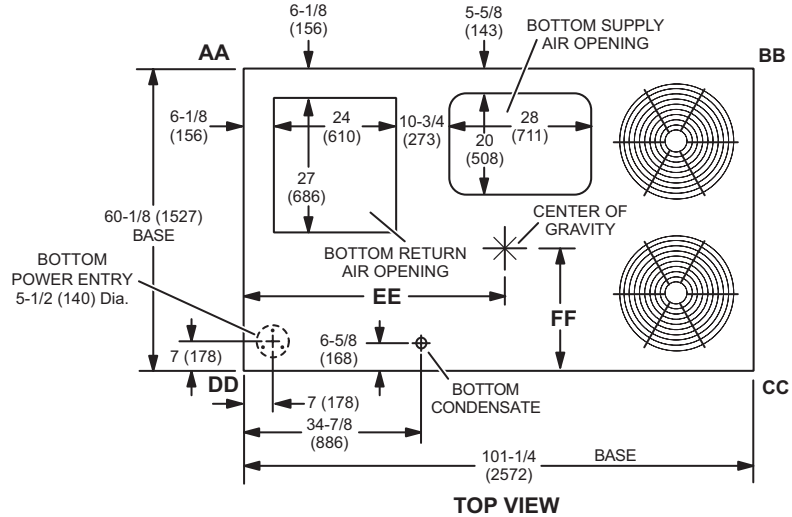 6-1/8
(156)
5-5/8
(143)
BOTTOM SUPPLY
AIR OPENING
AA
BB
6-1/8
(156)
24
(610)
10-3/4
(273)
28
(711)
20
(508)
27
(686)
60-1/8 (1527)
BASE
CENTER OF
GRAVITY
BOTTOM
POWER ENTRY
5-1/2 (140) Dia.
BOTTOM RETURN
AIR OPENING
EE
FF
7 (178)
6-5/8
(168)
DD
7 (178)
BOTTOM
CONDENSATE
CC
34-7/8
(886)
101-1/4
(2572)
BASE
TOP VIEW